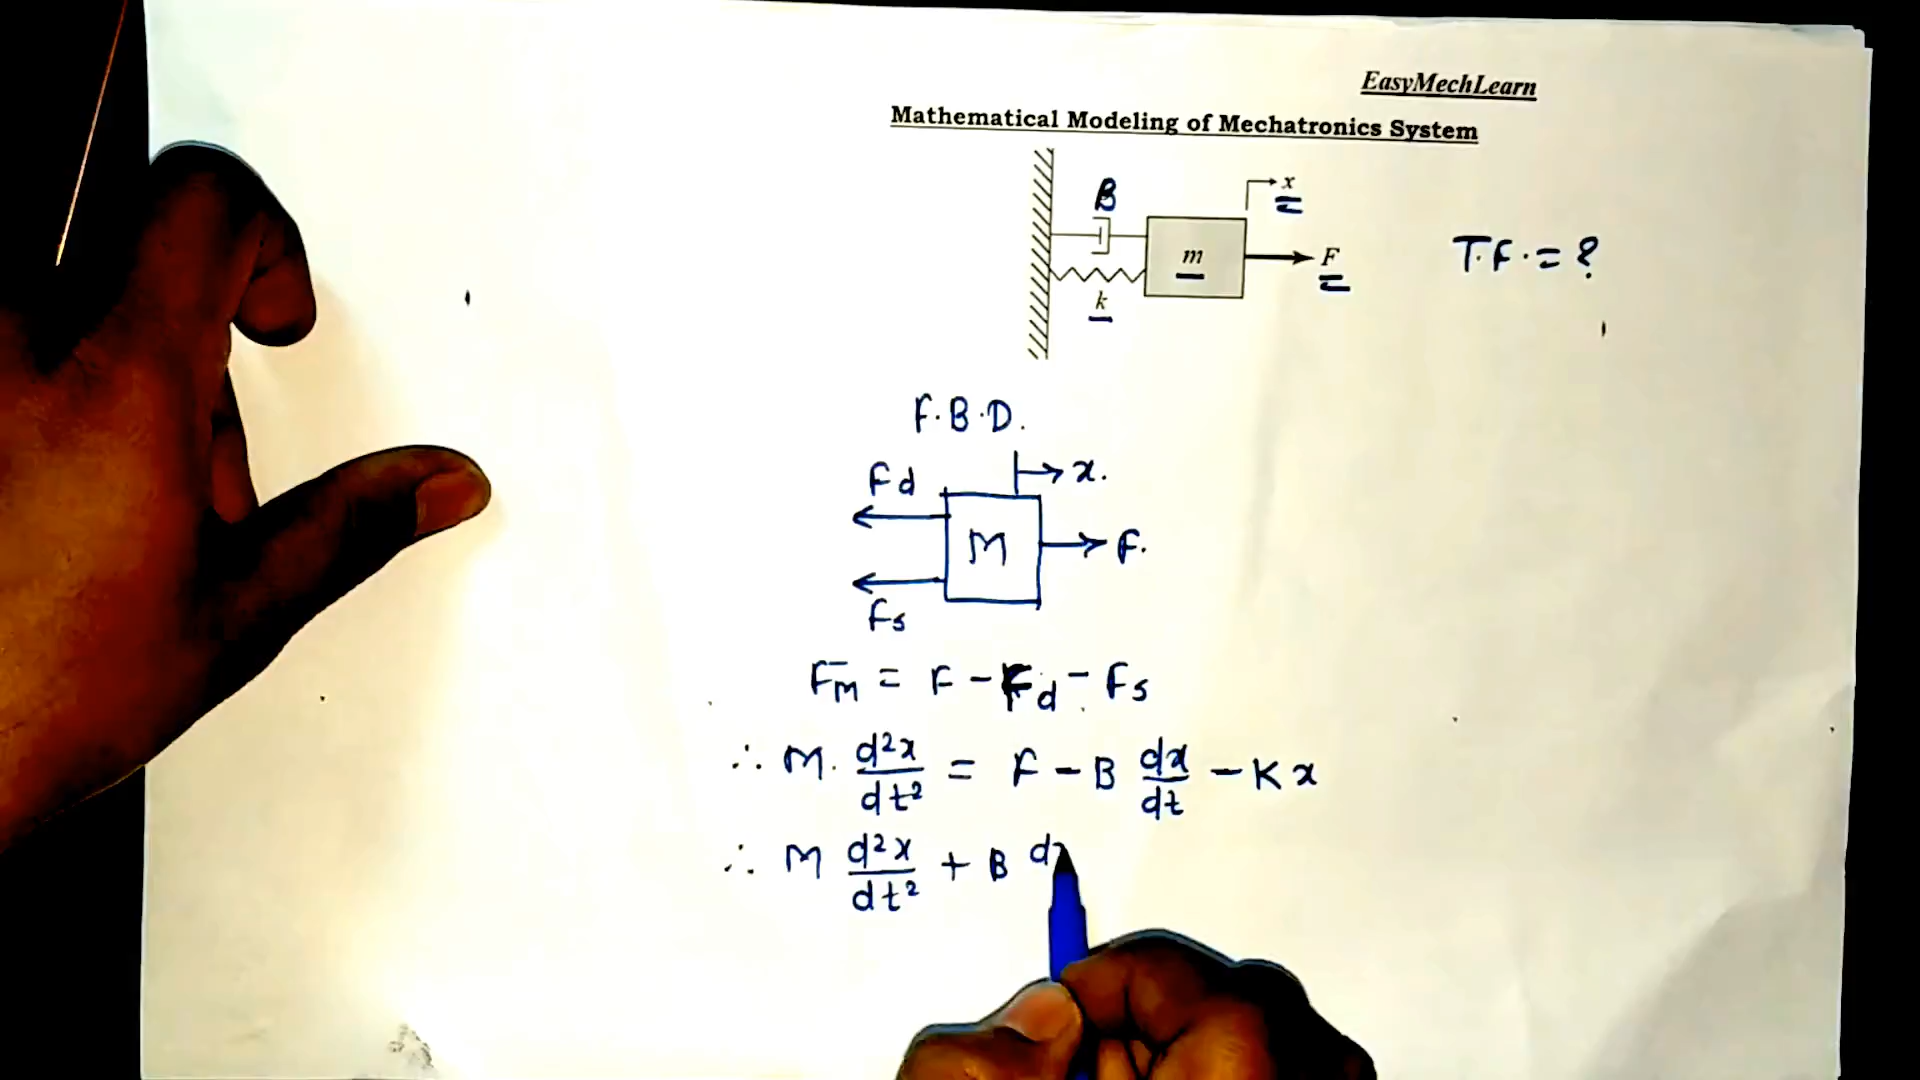 EasyMechLearn
Mathematical Modeling of Mechatronics System
B
x
m
F
k
T.F. = ?
F.B.D.
Fd
x.
M
F.
Fs
FM = F - Fd - Fs
∴ M. d²x/dt² = F - B dx/dt - Kx
∴ M d²x/dt² + B d